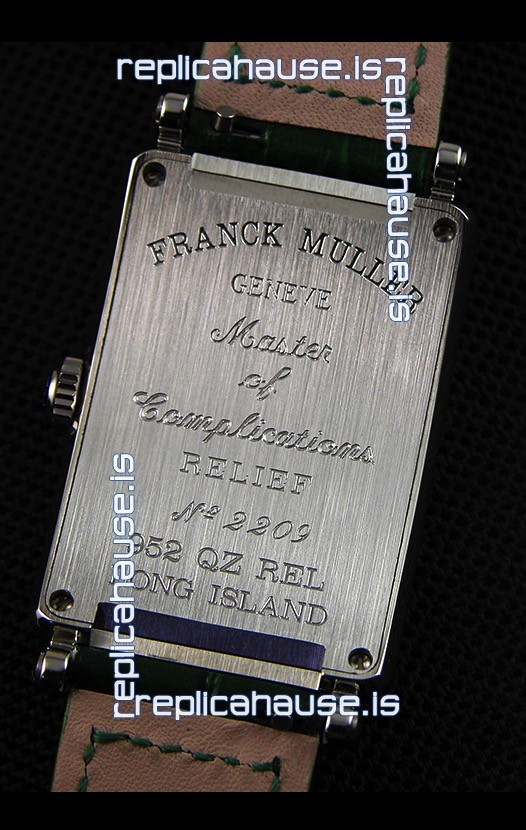 replicahause.is
replicahause.is
FRANCK MULLER
GENEVE
Master
of
Complications
RELIEF
Nº 2209
952 QZ REL
LONG ISLAND
replicahause.is
rreplicahause.is